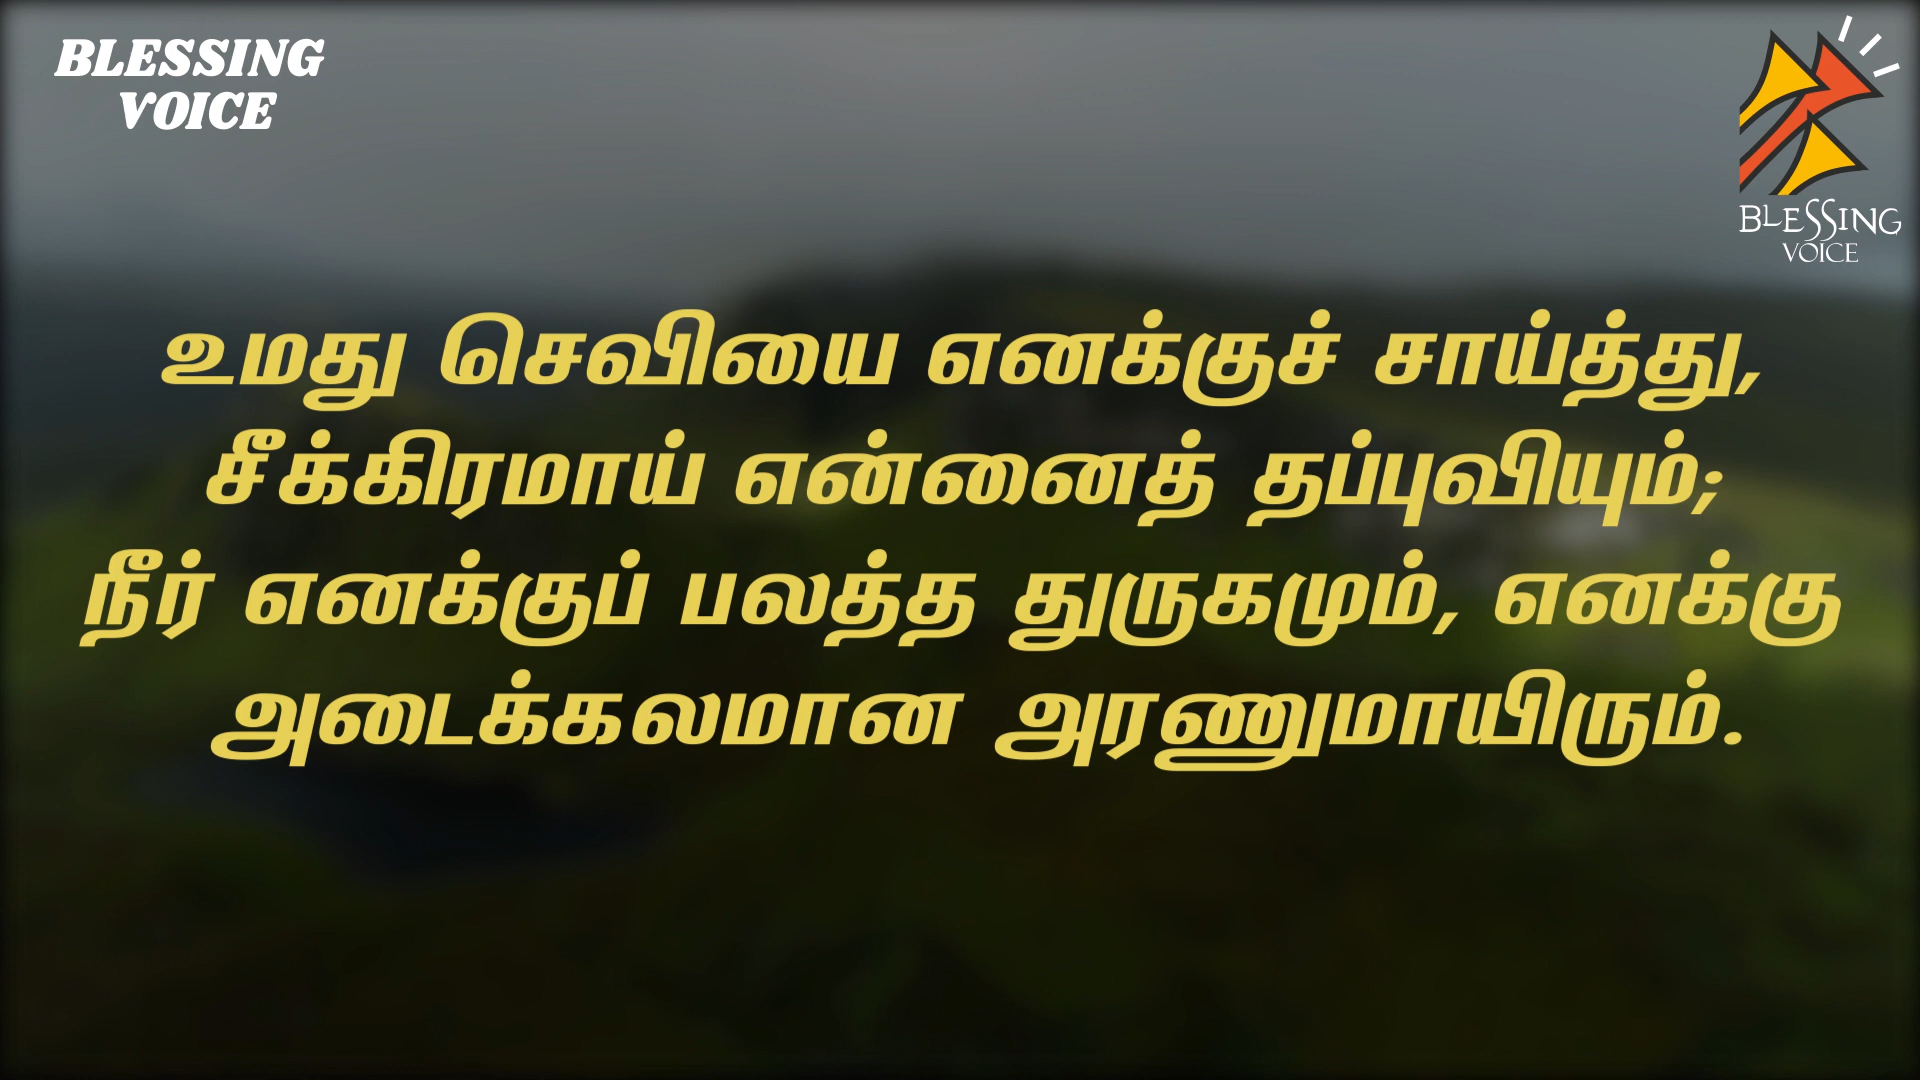 BLESSING
VOICE
BLESSING
VOICE
உமது செவியை எனக்குச் சாய்த்து,
சீக்கிரமாய் என்னைத் தப்புவியும்;
நீர் எனக்குப் பலத்த துருகமும், எனக்கு
அடைக்கலமான அரணுமாயிரும்.